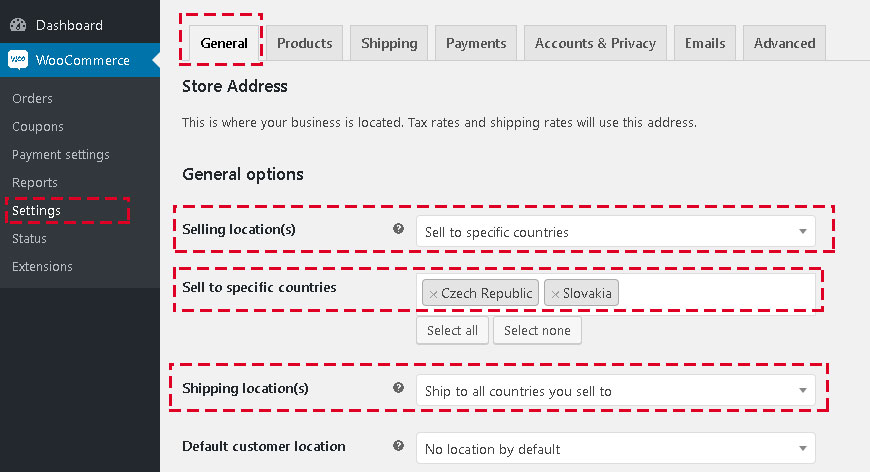 Dashboard
WOO WooCommerce
Orders
Coupons
Payment settings
Reports
Settings
Status
Extensions
General Products Shipping Payments Accounts & Privacy Emails Advanced
Store Address
This is where your business is located. Tax rates and shipping rates will use this address.
General options
Selling location(s) ? Sell to specific countries
Sell to specific countries × Czech Republic × Slovakia
Select all Select none
Shipping location(s) ? Ship to all countries you sell to
Default customer location ? No location by default